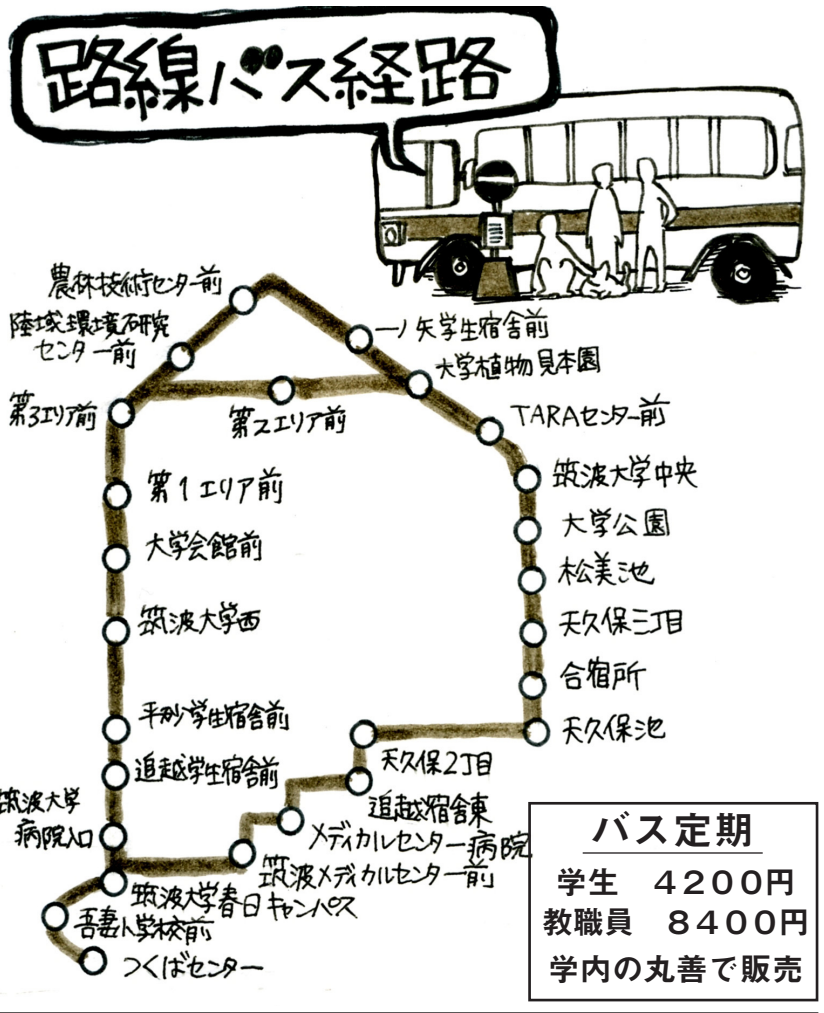 路線バス経路
農林技術センター前
陸域環境研究
センター前
一ノ矢学生宿舎前
大学植物見本園
第3エリア前
第2エリア前
TARAセンター前
筑波大学中央
第1エリア前
大学公園
大学会館前
松美池
筑波大学西
天久保三丁目
合宿所
平砂学生宿舎前
天久保池
追越学生宿舎前
天久保2丁目
追越宿舎東
筑波大学
病院入口
メディカルセンター病院
筑波メディカルセンター前
筑波大学春日キャンパス
吾妻小学校前
つくばセンター
バス定期
学生 4200円
教職員 8400円
学内の丸善で販売